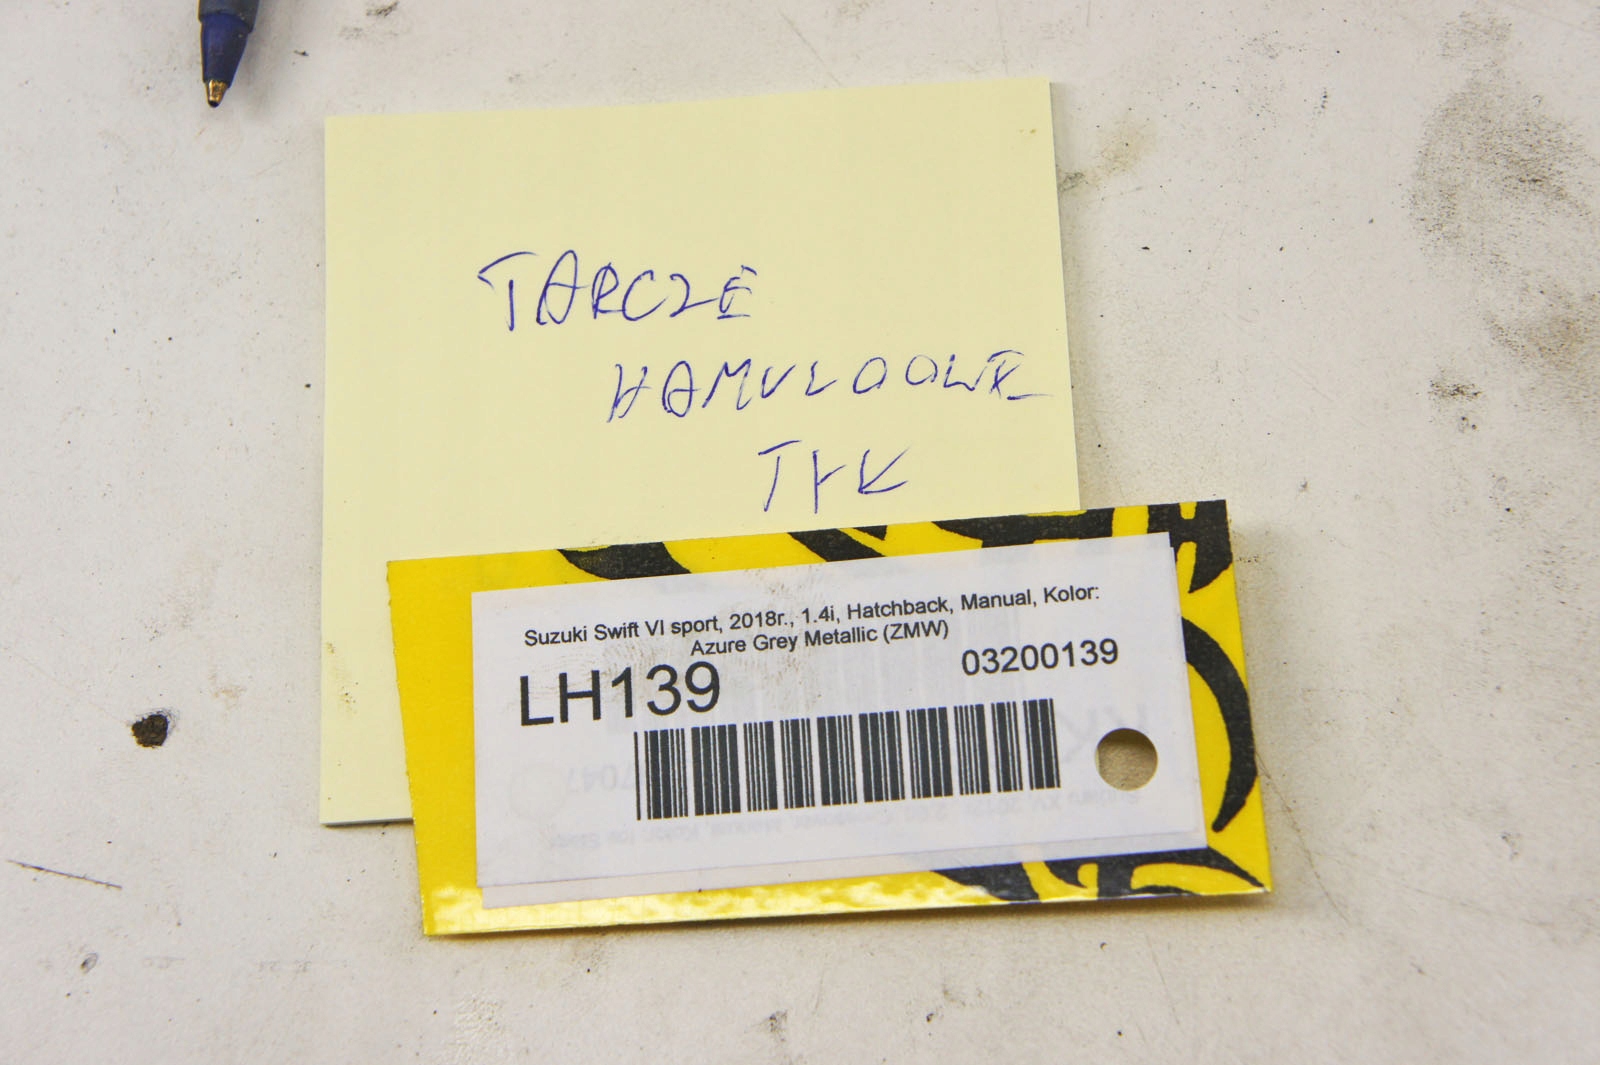 TARCZE
HAMULCOWE
TYŁ
Suzuki Swift VI sport, 2018r., 1.4i, Hatchback, Manual, Kolor:
Azure Grey Metallic (ZMW)
LH139
03200139